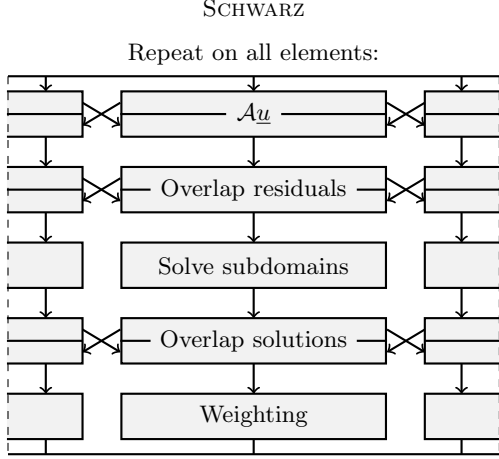 SCHWARZ
Repeat on all elements:
𝒜u̲
Overlap residuals
Solve subdomains
Overlap solutions
Weighting